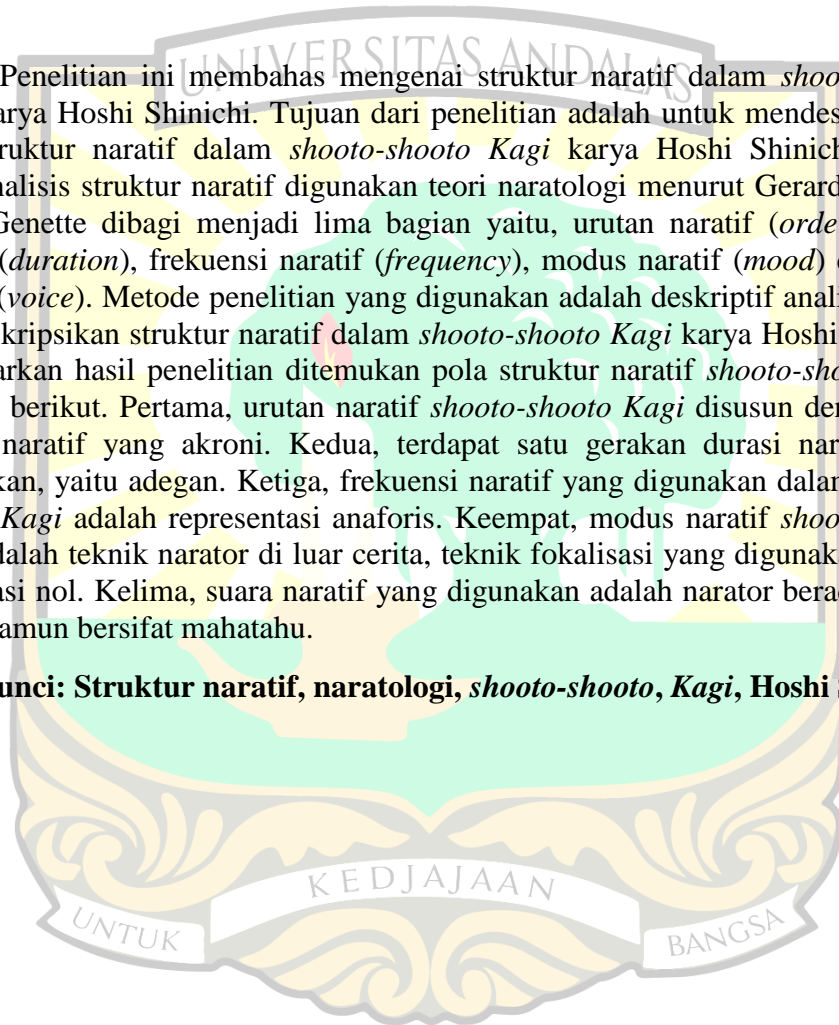 UNIVERSITAS ANDALAS
Penelitian ini membahas mengenai struktur naratif dalam shoo
arya Hoshi Shinichi. Tujuan dari penelitian adalah untuk mendes
truktur naratif dalam shooto-shooto Kagi karya Hoshi Shinich
nalisis struktur naratif digunakan teori naratologi menurut Gerard
Genette dibagi menjadi lima bagian yaitu, urutan naratif (orde
(duration), frekuensi naratif (frequency), modus naratif (mood)
(voice). Metode penelitian yang digunakan adalah deskriptif anali
kripsikan struktur naratif dalam shooto-shooto Kagi karya Hoshi
arkan hasil penelitian ditemukan pola struktur naratif shooto-sho
berikut. Pertama, urutan naratif shooto-shooto Kagi disusun den
naratif yang akroni. Kedua, terdapat satu gerakan durasi nar
kan, yaitu adegan. Ketiga, frekuensi naratif yang digunakan dalan
Kagi adalah representasi anaforis. Keempat, modus naratif shoo
dalah teknik narator di luar cerita, teknik fokalisasi yang digunak
asi nol. Kelima, suara naratif yang digunakan adalah narator bera
amun bersifat mahatahu.
unci: Struktur naratif, naratologi, shooto-shooto, Kagi, Hoshi S
KEDJAJAAN
UNTUK BANGSA